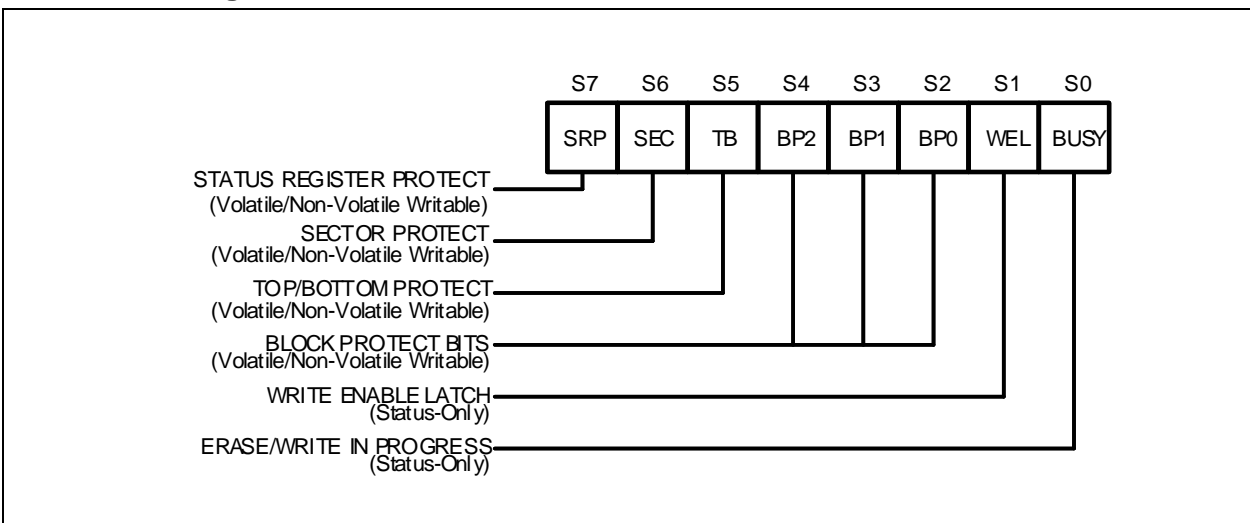 S7 S6 S5 S4 S3 S2 S1 S0
SRP SEC TB BP2 BP1 BP0 WEL BUSY
STATUS REGISTER PROTECT
(Volatile/Non-Volatile Writable)
SECTOR PROTECT
(Volatile/Non-Volatile Writable)
TOP/BOTTOM PROTECT
(Volatile/Non-Volatile Writable)
BLOCK PROTECT BITS
(Volatile/Non-Volatile Writable)
WRITE ENABLE LATCH
(Status-Only)
ERASE/WRITE IN PROGRESS
(Status-Only)